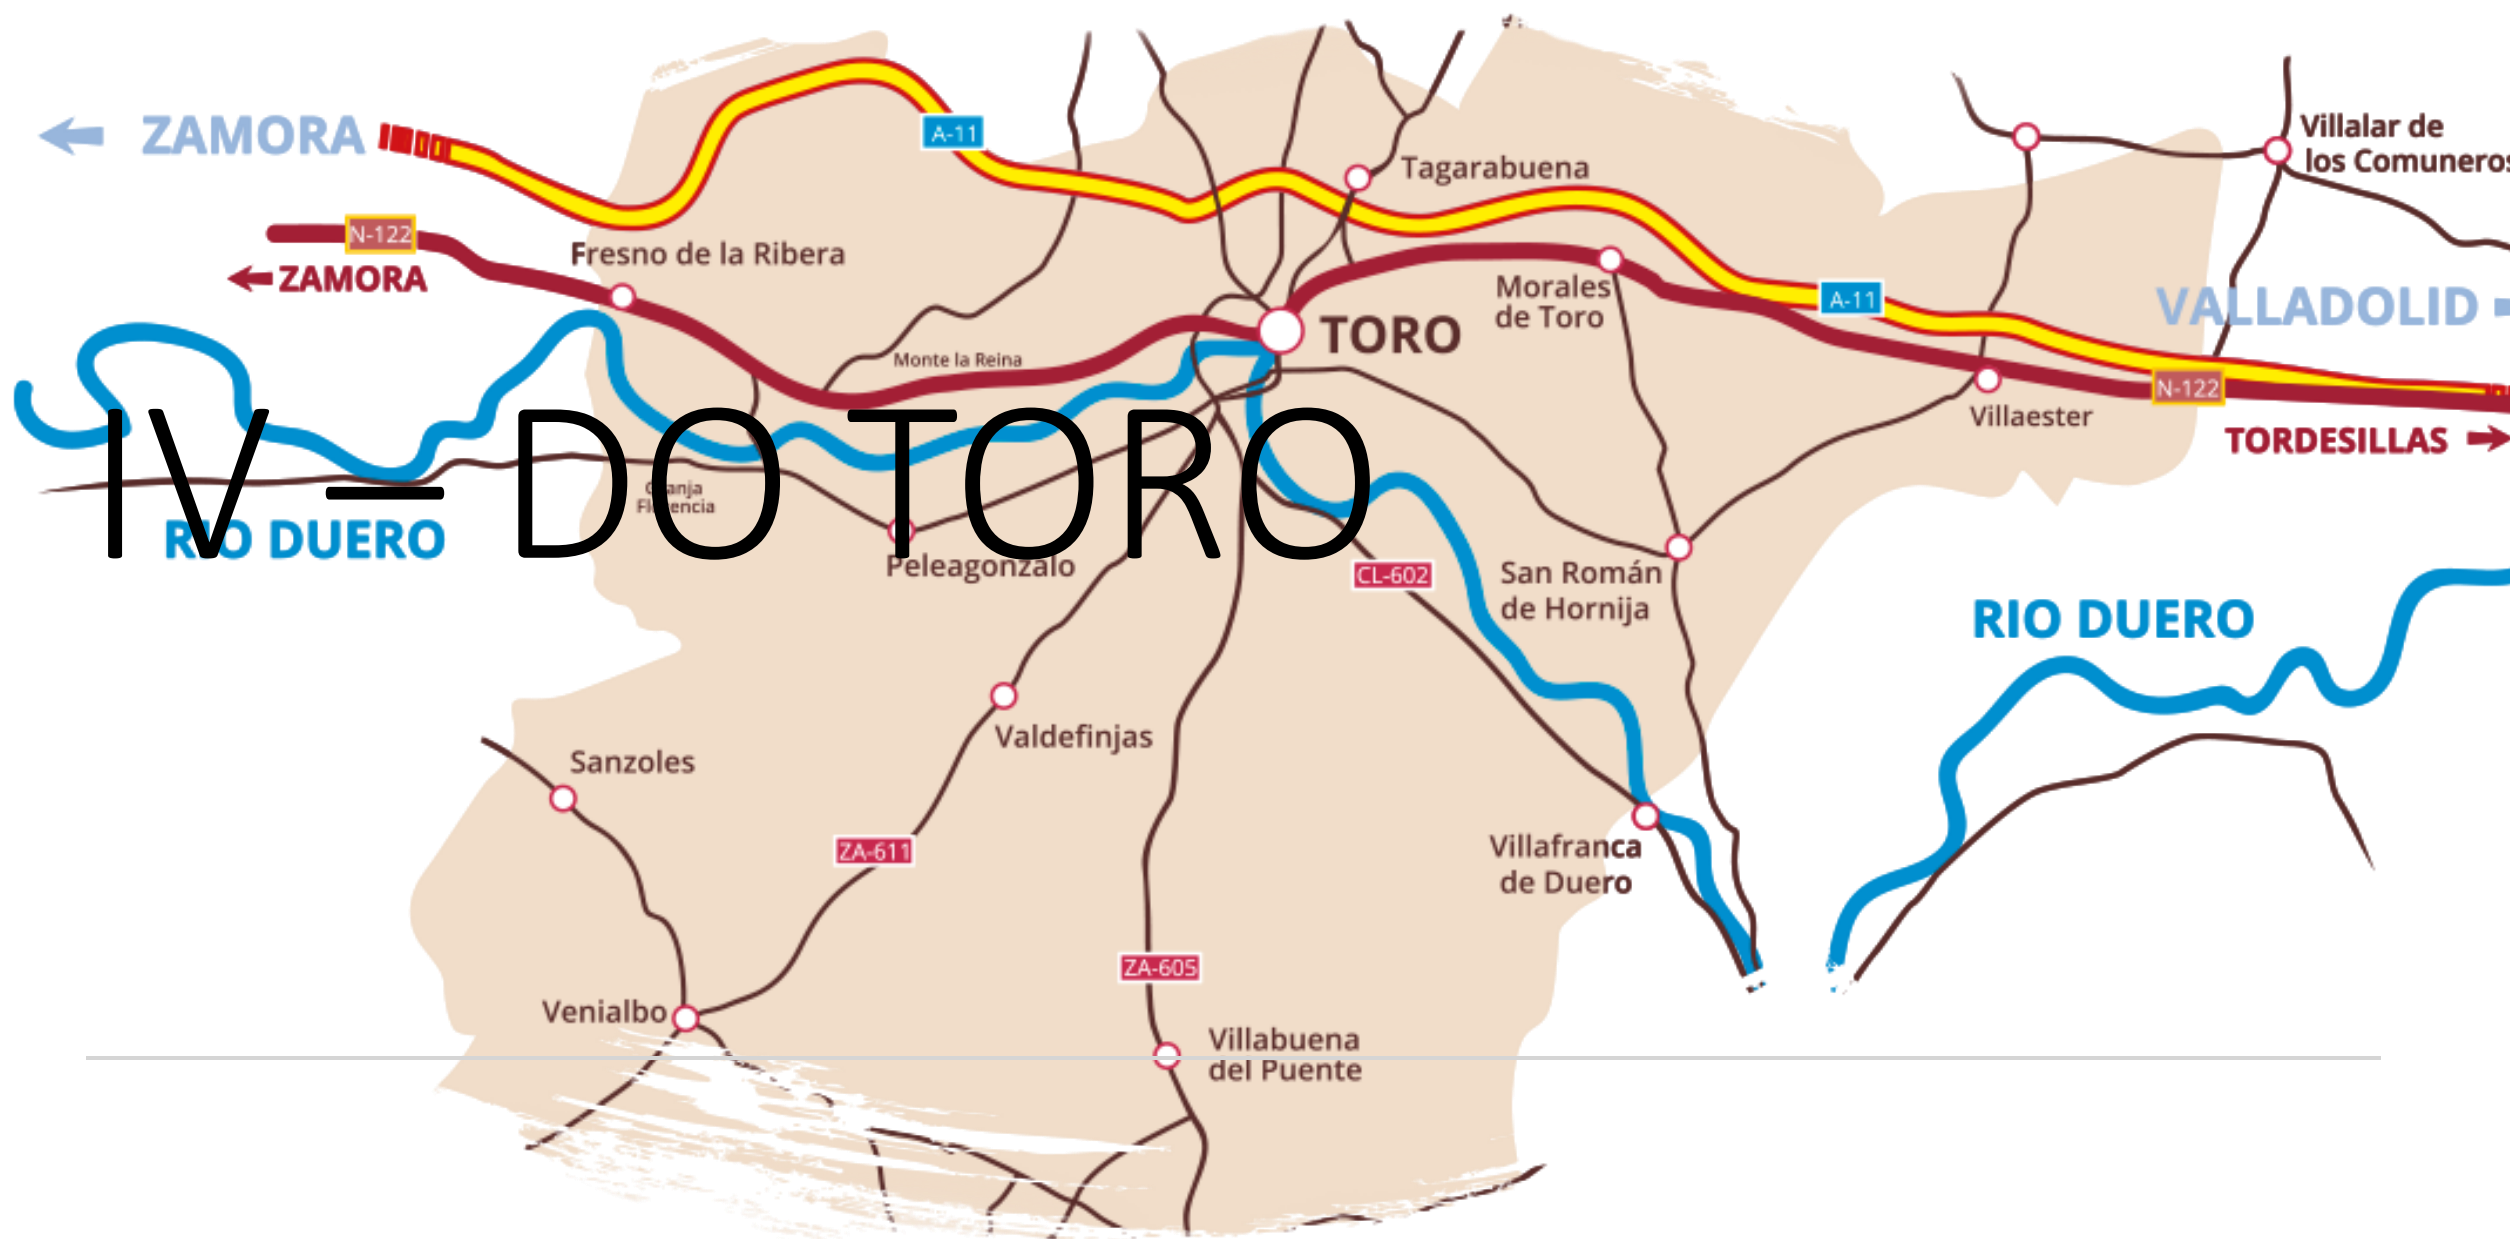 Villalar de
los Comuneros
ZAMORA
A-11
Tagarabuena
N-122
Fresno de la Ribera
ZAMORA
Morales
de Toro
A-11
VALLADOLID
TORO
Monte la Reina
N-122
Villaester
TORDESILLAS
IV – DO TORO
RIO DUERO
Peleagonzalo
CL-602
San Román
de Hornija
RIO DUERO
Valdefinjas
Sanzoles
ZA-611
Villafranca
de Duero
ZA-605
Venialbo
Villabuena
del Puente